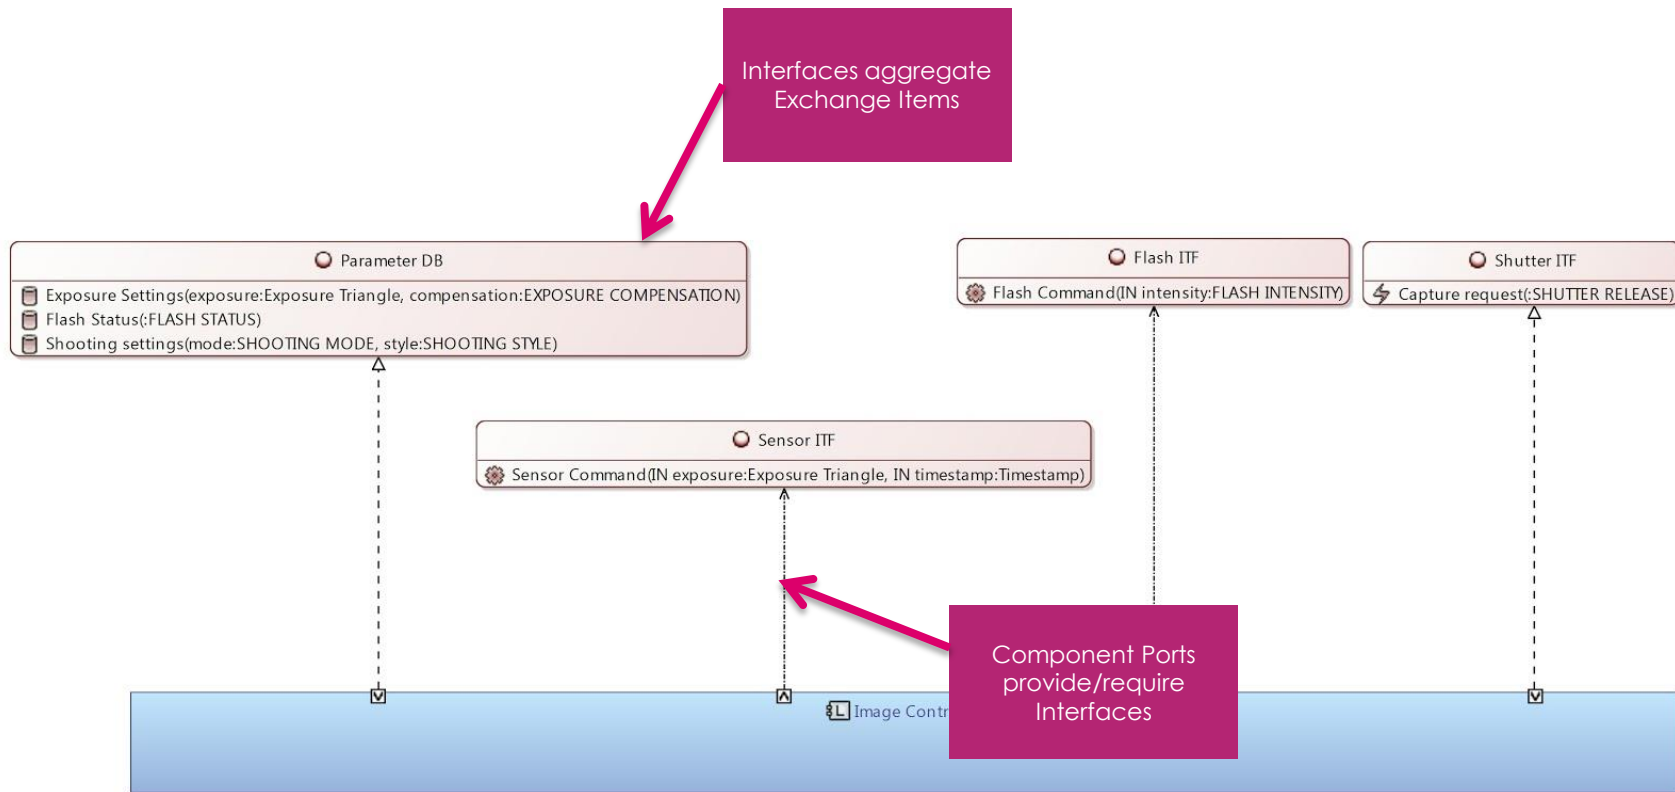 Interfaces aggregate
Exchange Items
Parameter DB
Exposure Settings(exposure:Exposure Triangle, compensation:EXPOSURE COMPENSATION)
Flash Status(:FLASH STATUS)
Shooting settings(mode:SHOOTING MODE, style:SHOOTING STYLE)
Flash ITF
Flash Command(IN intensity:FLASH INTENSITY)
Shutter ITF
Capture request(:SHUTTER RELEASE)
Sensor ITF
Sensor Command(IN exposure:Exposure Triangle, IN timestamp:Timestamp)
Component Ports
provide/require
Interfaces
L Image Contr